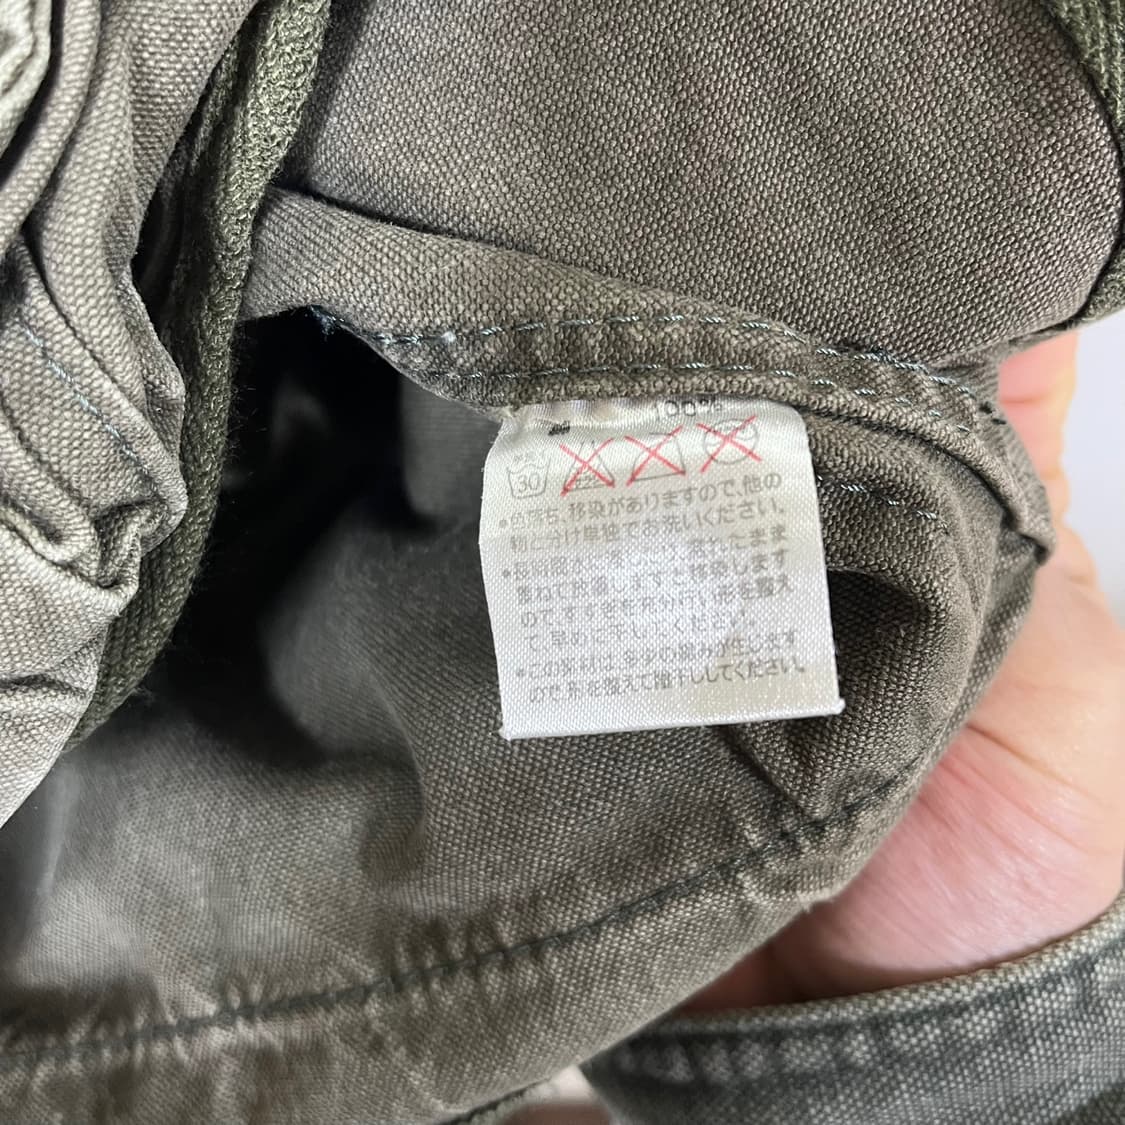 100%
30
•色落ち、移染がありますので、他の
物と分け単独でお洗いください。
•長時間水に浸したり、濡れたまま
重ねて放置しますと移染します
ので、すすぎを充分行い形を整え
て、早めに干してください。
•この素材は多少の縮みが生じます
ので形を整えて陰干ししてください。